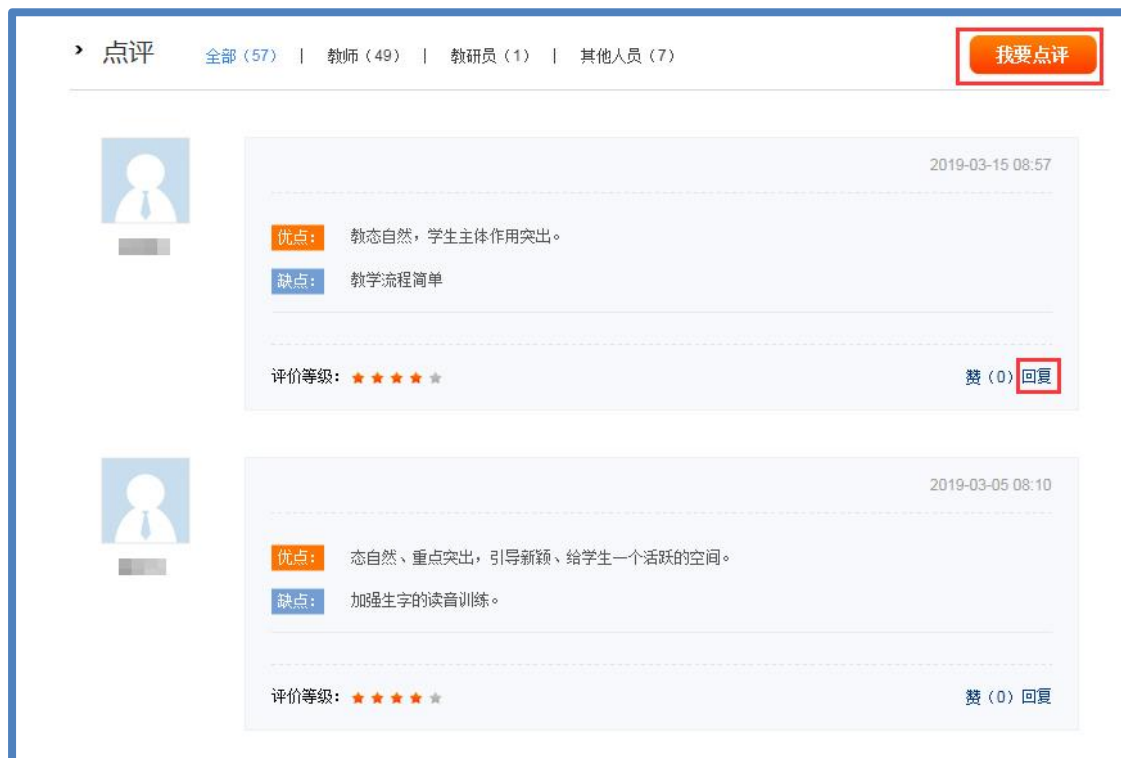 点评 全部（57） | 教师（49） | 教研员（1） | 其他人员（7） 我要点评
2019-03-15 08:57
优点： 教态自然，学生主体作用突出。
缺点： 教学流程简单
评价等级： 赞（0） 回复
2019-03-05 08:10
优点： 态自然、重点突出，引导新颖、给学生一个活跃的空间。
缺点： 加强生字的读音训练。
评价等级： 赞（0） 回复